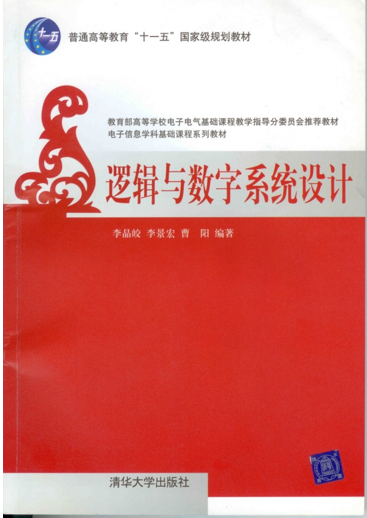 十一五
普通高等教育“十一五”国家级规划教材
教育部高等学校电子电气基础课程教学指导分委员会推荐教材
电子信息学科基础课程系列教材
逻辑与数字系统设计
李晶皎 李景宏 曹 阳 编著
清华大学出版社